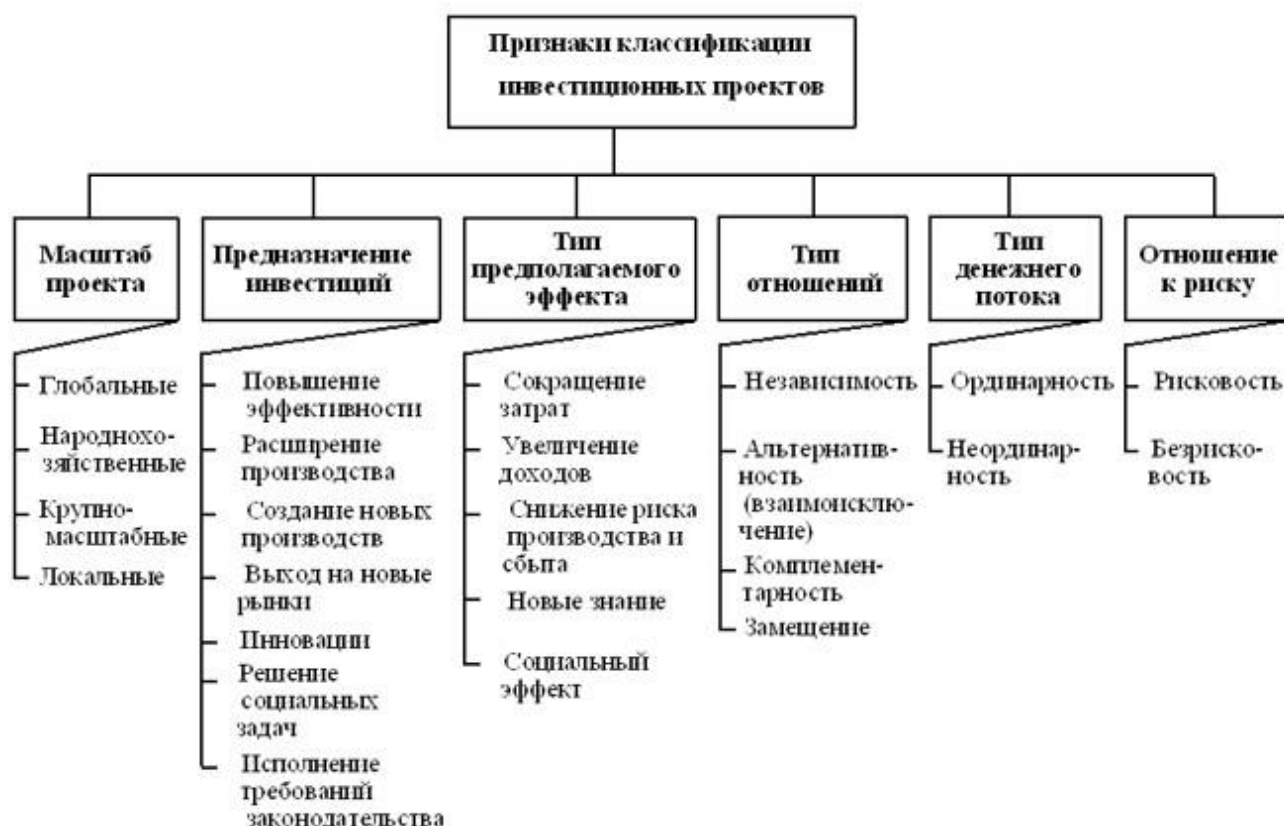 Признаки классификации
инвестиционных проектов
Масштаб
проекта
Глобальные
Народнохо-
зяйственные
Крупно-
масштабные
Локальные
Предназначение
инвестиций
Повышение
эффективности
Расширение
производства
Создание новых
производств
Выход на новые
рынки
Инновации
Решение
социальных
задач
Исполнение
требований
законодательства
Тип
предполагаемого
эффекта
Сокращение
затрат
Увеличение
доходов
Снижение риска
производства и
сбыта
Новые знание
Социальный
эффект
Тип
отношений
Независимость
Альтернатив-
ность
(взаимоисклю-
чение)
Комплемен-
тарность
Замещение
Тип
денежнего
потока
Ординарность
Неординар-
ность
Отношение
к риску
Рисковость
Безриско-
вость